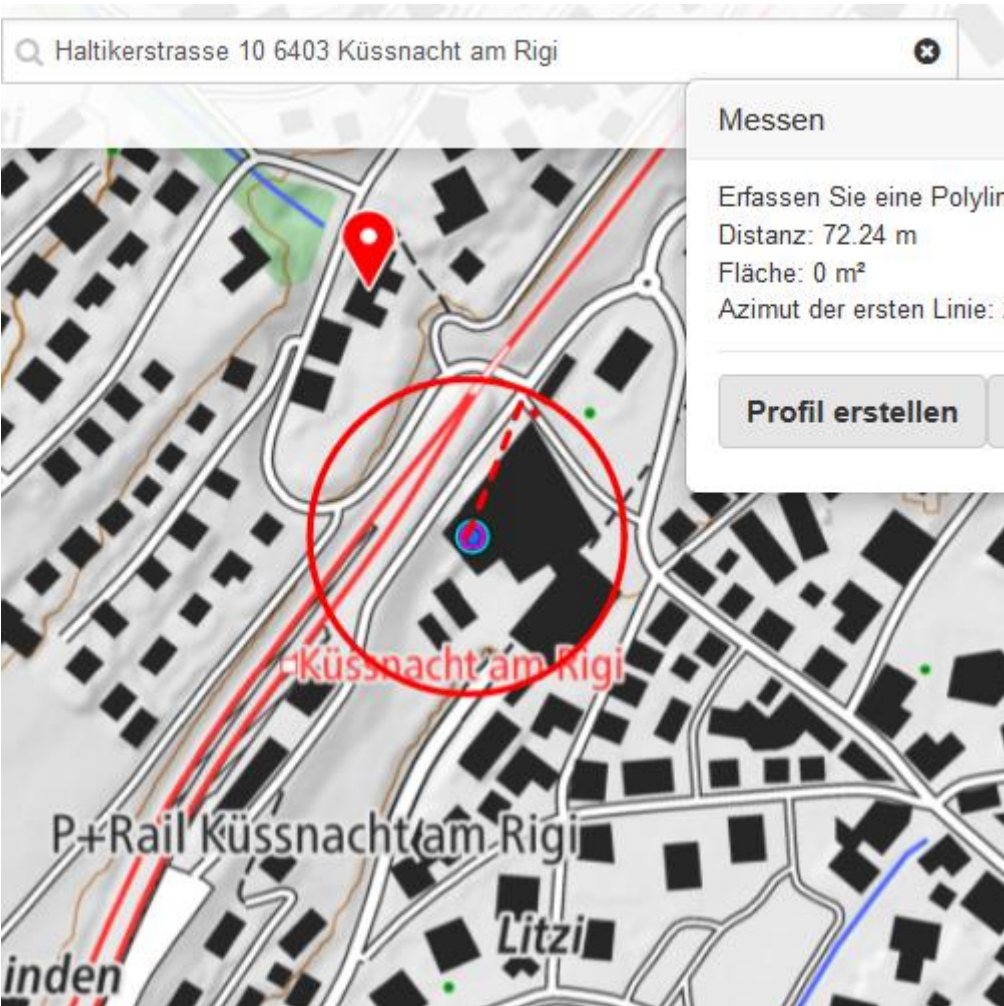 Haltikerstrasse 10 6403 Küssnacht am Rigi
Messen
Erfassen Sie eine
Distanz: 72.24 m
Fläche: 0 m²
Azimut der ersten Linie:
Profil erstellen
Küssnacht am Rigi
P+Rail Küssnacht am Rigi
Litzi
inden